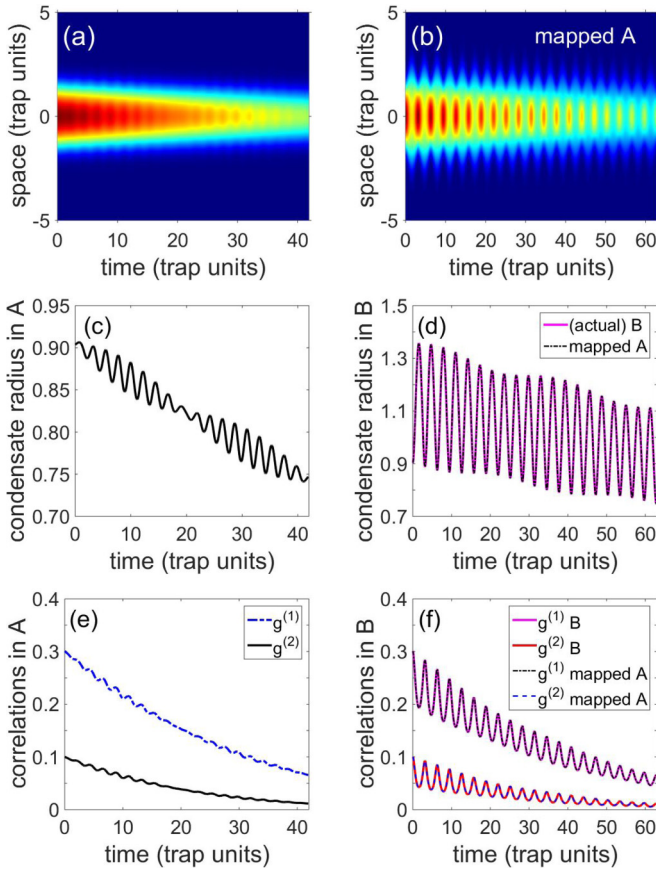 (a)
5
0
-5
space (trap units)
0 10 20 30 40
time (trap units)
(b) mapped A
5
0
-5
space (trap units)
0 10 20 30 40 50 60
time (trap units)
(c)
0.95
0.90
0.85
0.80
0.75
0.70
condensate radius in A
0 10 20 30 40
time (trap units)
(d)
(actual) B
mapped A
1.5
1.3
1.1
0.9
0.7
condensate radius in B
0 10 20 30 40 50 60
time (trap units)
(e)
g(1)
g(2)
0.4
0.3
0.2
0.1
0
correlations in A
0 20 40
time (trap units)
(f)
g(1) B
g(2) B
g(1) mapped A
g(2) mapped A
0.4
0.3
0.2
0.1
0
correlations in B
0 10 20 30 40 50 60
time (trap units)